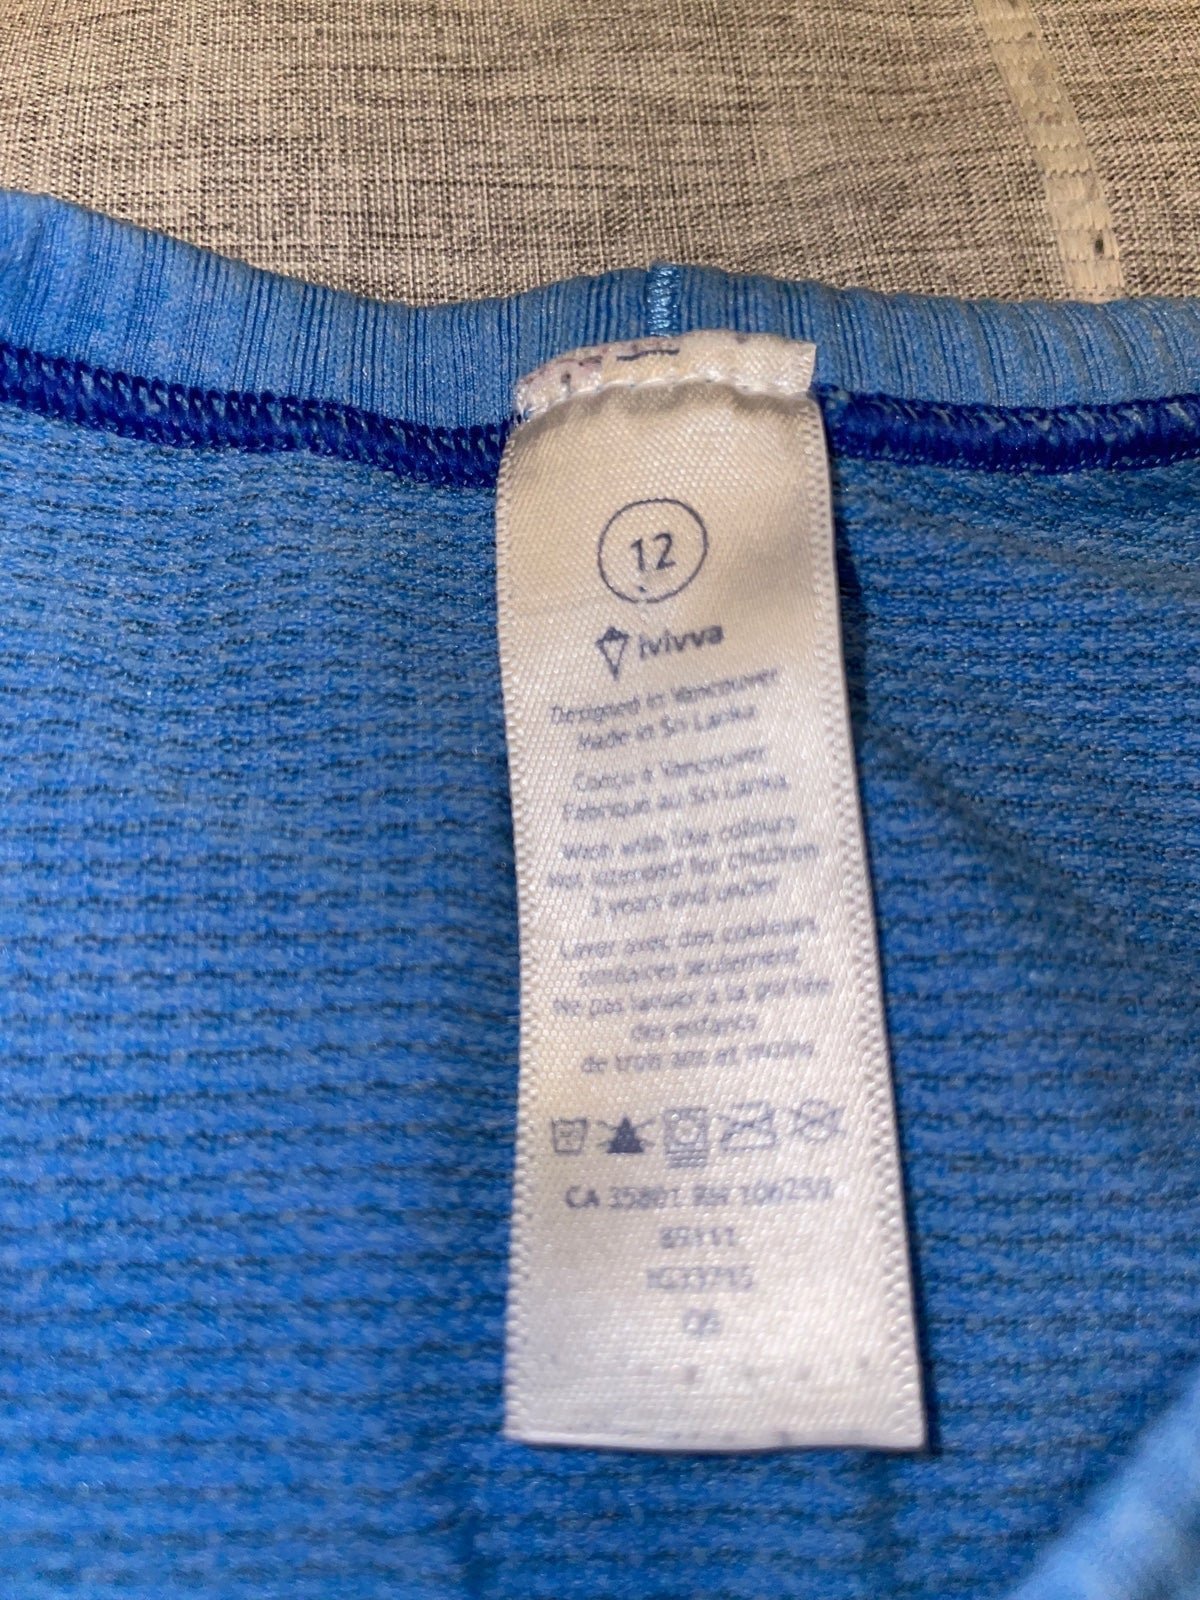 12
ivivva
Designed in Vancouver
Made in Sri Lanka
Conçu à Vancouver
Fabriqué au Sri Lanka
Wash with like colours
Not intended for children
3 years and under
Laver avec des couleurs
similaires seulement
Ne pas laisser à la portée
des enfants
de trois ans et moins
CA 35801 RN 106259